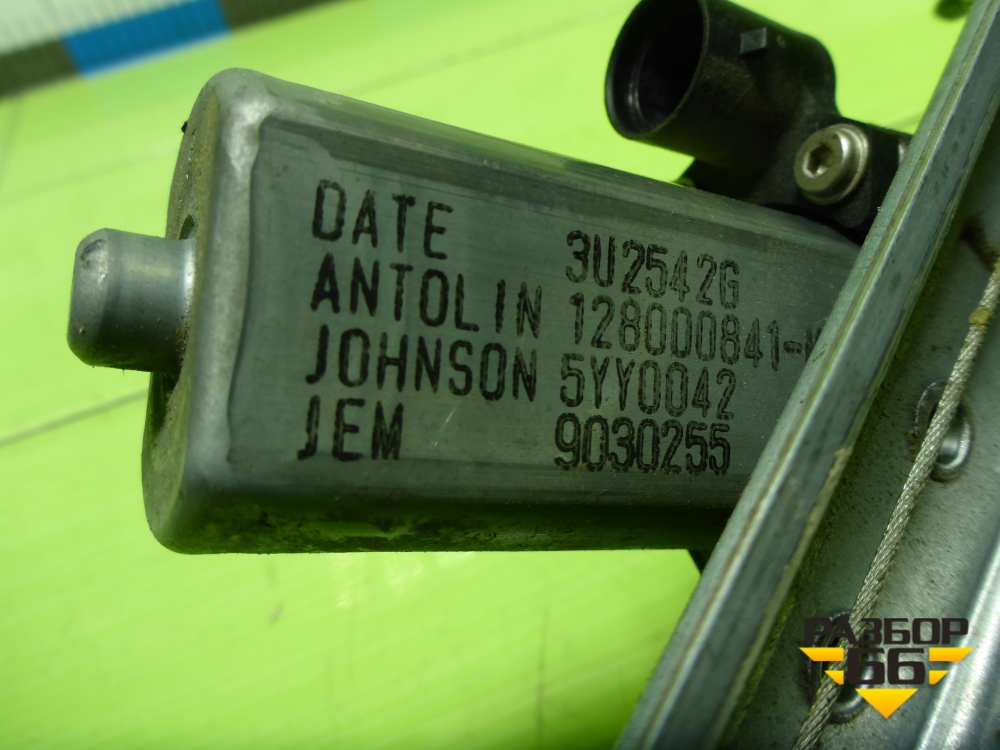 DATE 3U2542G
ANTOLIN 128000841-
JOHNSON 5YY0042
JEM 9030255
РАЗБОР
66